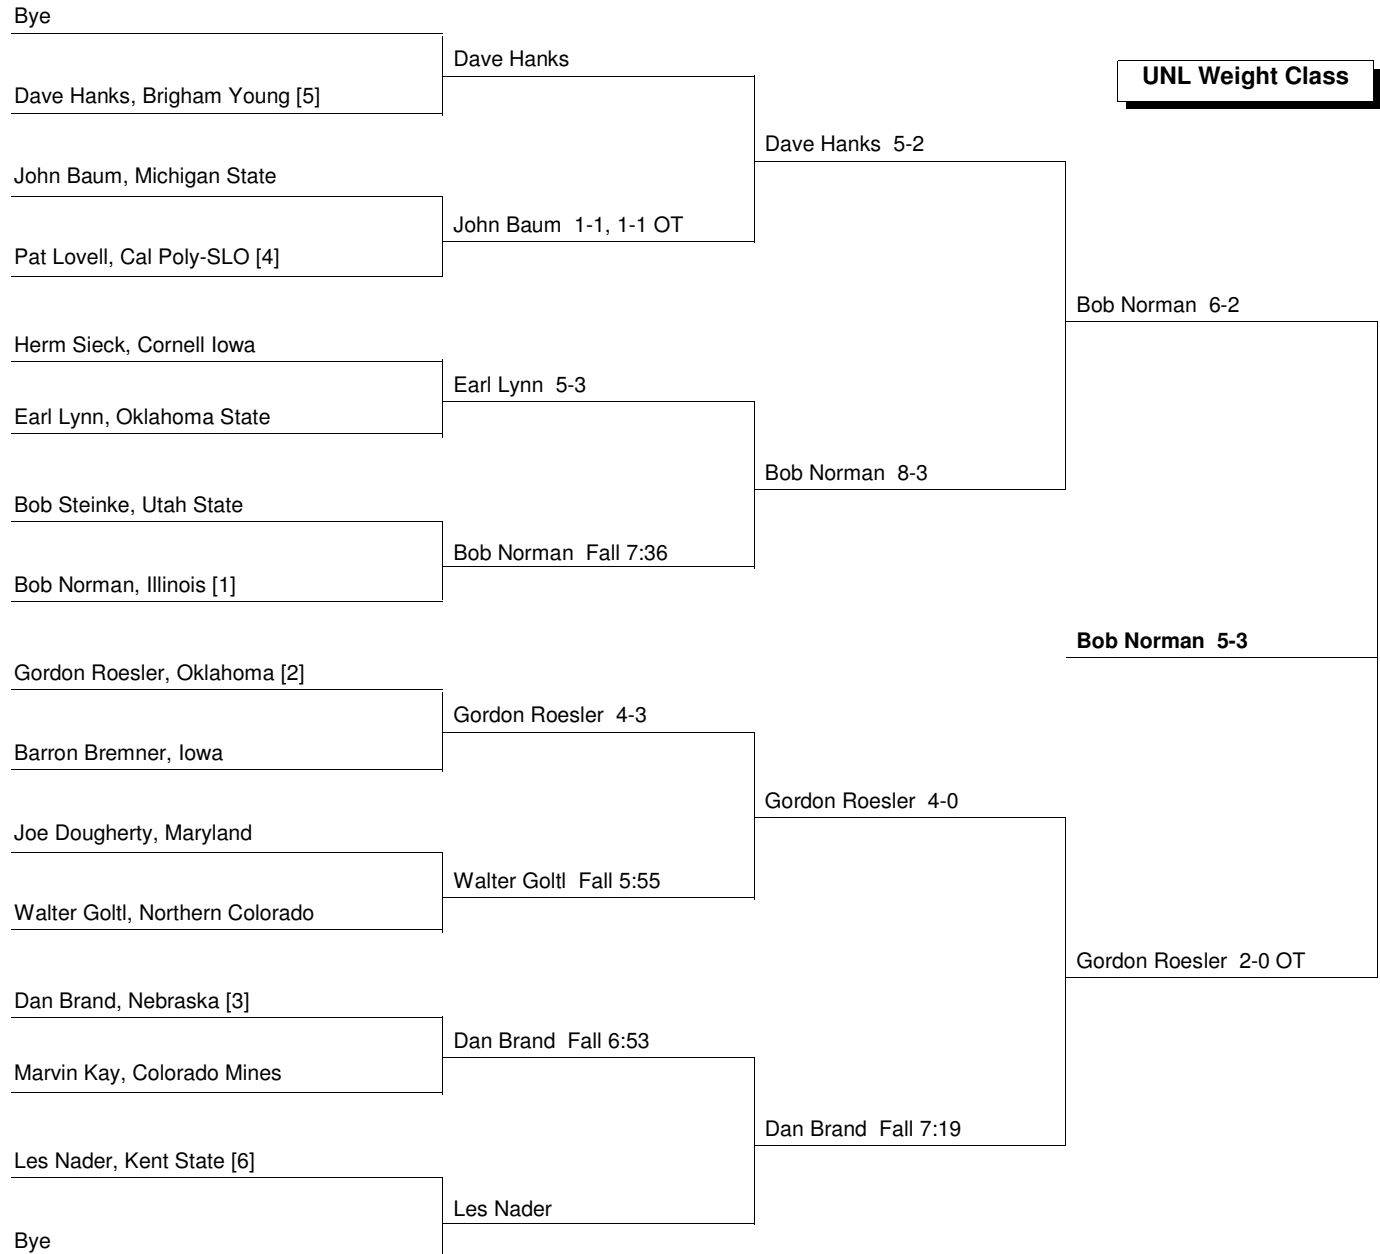 Bye
Dave Hanks
UNL Weight Class
Dave Hanks, Brigham Young [5]
Dave Hanks 5-2
John Baum, Michigan State
John Baum 1-1, 1-1 OT
Pat Lovell, Cal Poly-SLO [4]
Bob Norman 6-2
Herm Sieck, Cornell Iowa
Earl Lynn 5-3
Earl Lynn, Oklahoma State
Bob Norman 8-3
Bob Steinke, Utah State
Bob Norman Fall 7:36
Bob Norman, Illinois [1]
Bob Norman 5-3
Gordon Roesler, Oklahoma [2]
Gordon Roesler 4-3
Barron Bremner, Iowa
Gordon Roesler 4-0
Joe Dougherty, Maryland
Walter Goltl Fall 5:55
Walter Goltl, Northern Colorado
Gordon Roesler 2-0 OT
Dan Brand, Nebraska [3]
Dan Brand Fall 6:53
Marvin Kay, Colorado Mines
Dan Brand Fall 7:19
Les Nader, Kent State [6]
Les Nader
Bye